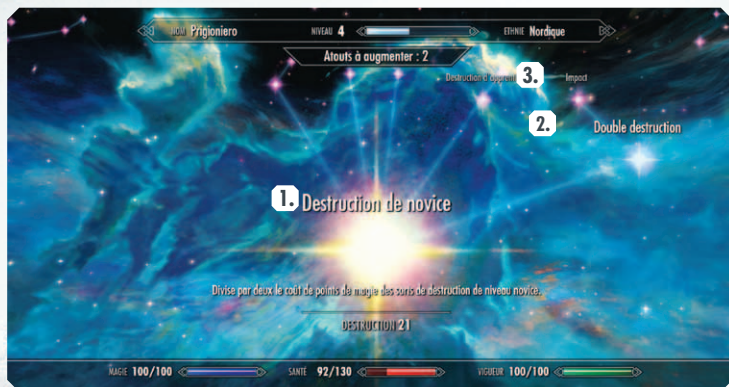 NOM Prigioniero NIVEAU 4 ETHNIE Nordique
Atouts à augmenter : 2
Destruction d'apprenti 3. Impact
2.
Double destruction
1. Destruction de novice
Divise par deux le coût de points de magie des sorts de destruction de niveau novice.
DESTRUCTION 21
MAGIE 100/100 SANTÉ 92/130 VIGUEUR 100/100